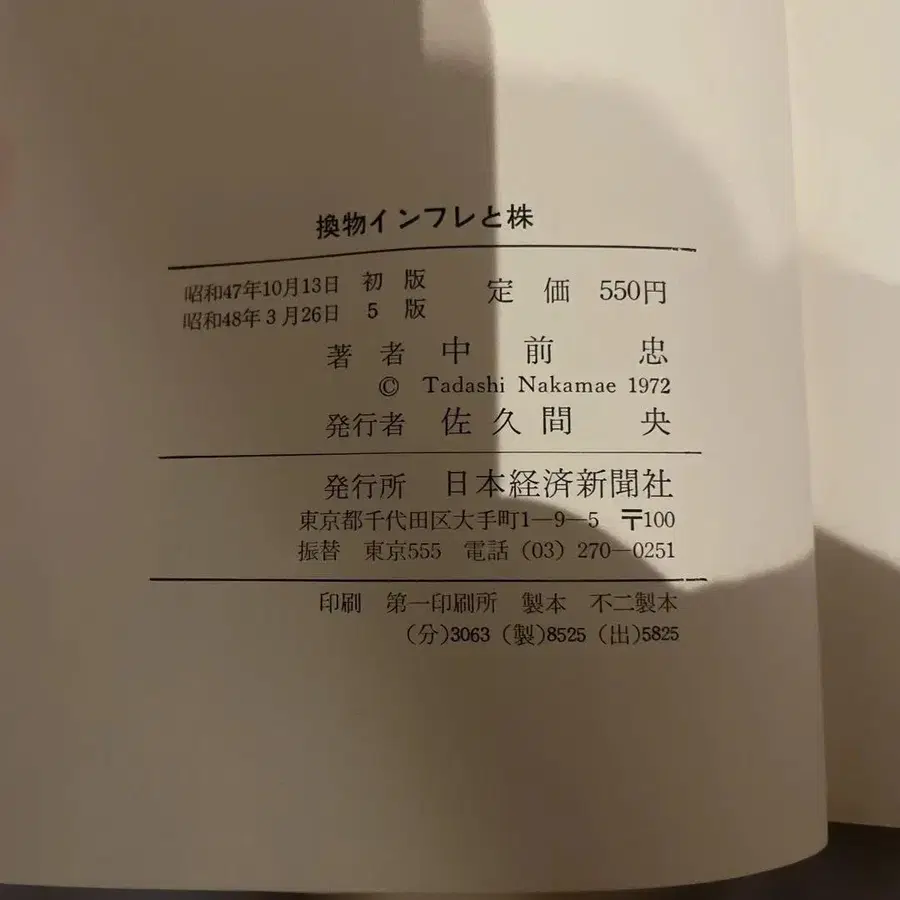 換物インフレと株
昭和47年10月13日 初 版 定 価 550円
昭和48年3月26日 5 版
著 者 中 前 忠
© Tadashi Nakamae 1972
発行者 佐久間 央
発行所 日本経済新聞社
東京都千代田区大手町1―9―5 〒100
振替 東京555 電話(03)270―0251
印刷 第一印刷所 製本 不二製本
(分)3063(製)8525(出)5825